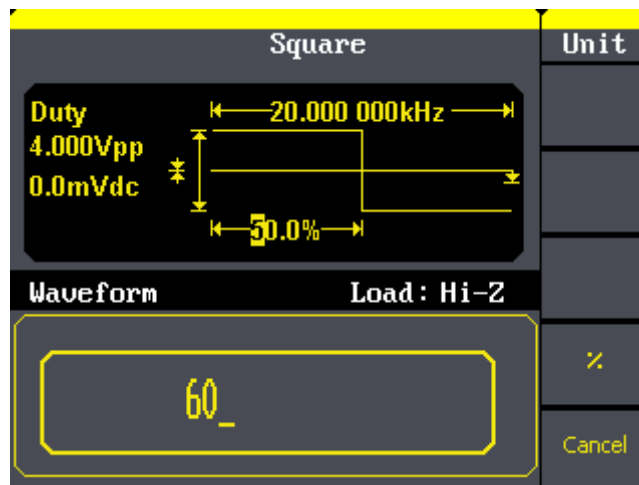 Square
Unit
Duty
20.000 000kHz
4.000Vpp
0.0mVdc
50.0%
Waveform
Load: Hi-Z
60_
%
Cancel